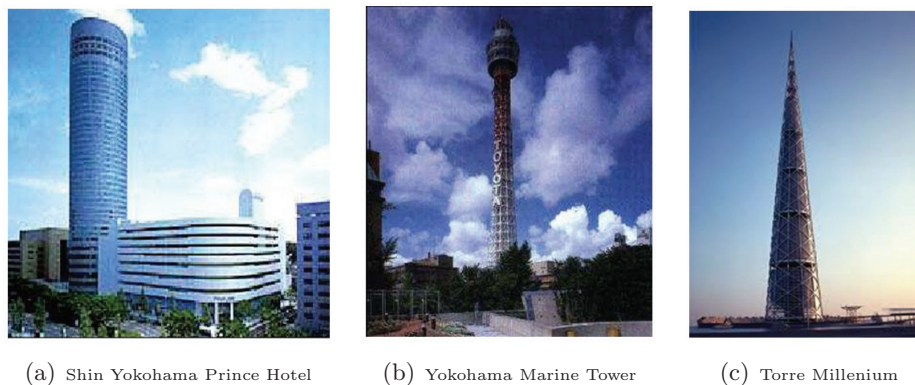 TOYOTA
(a) Shin Yokohama Prince Hotel
(b) Yokohama Marine Tower
(c) Torre Millenium